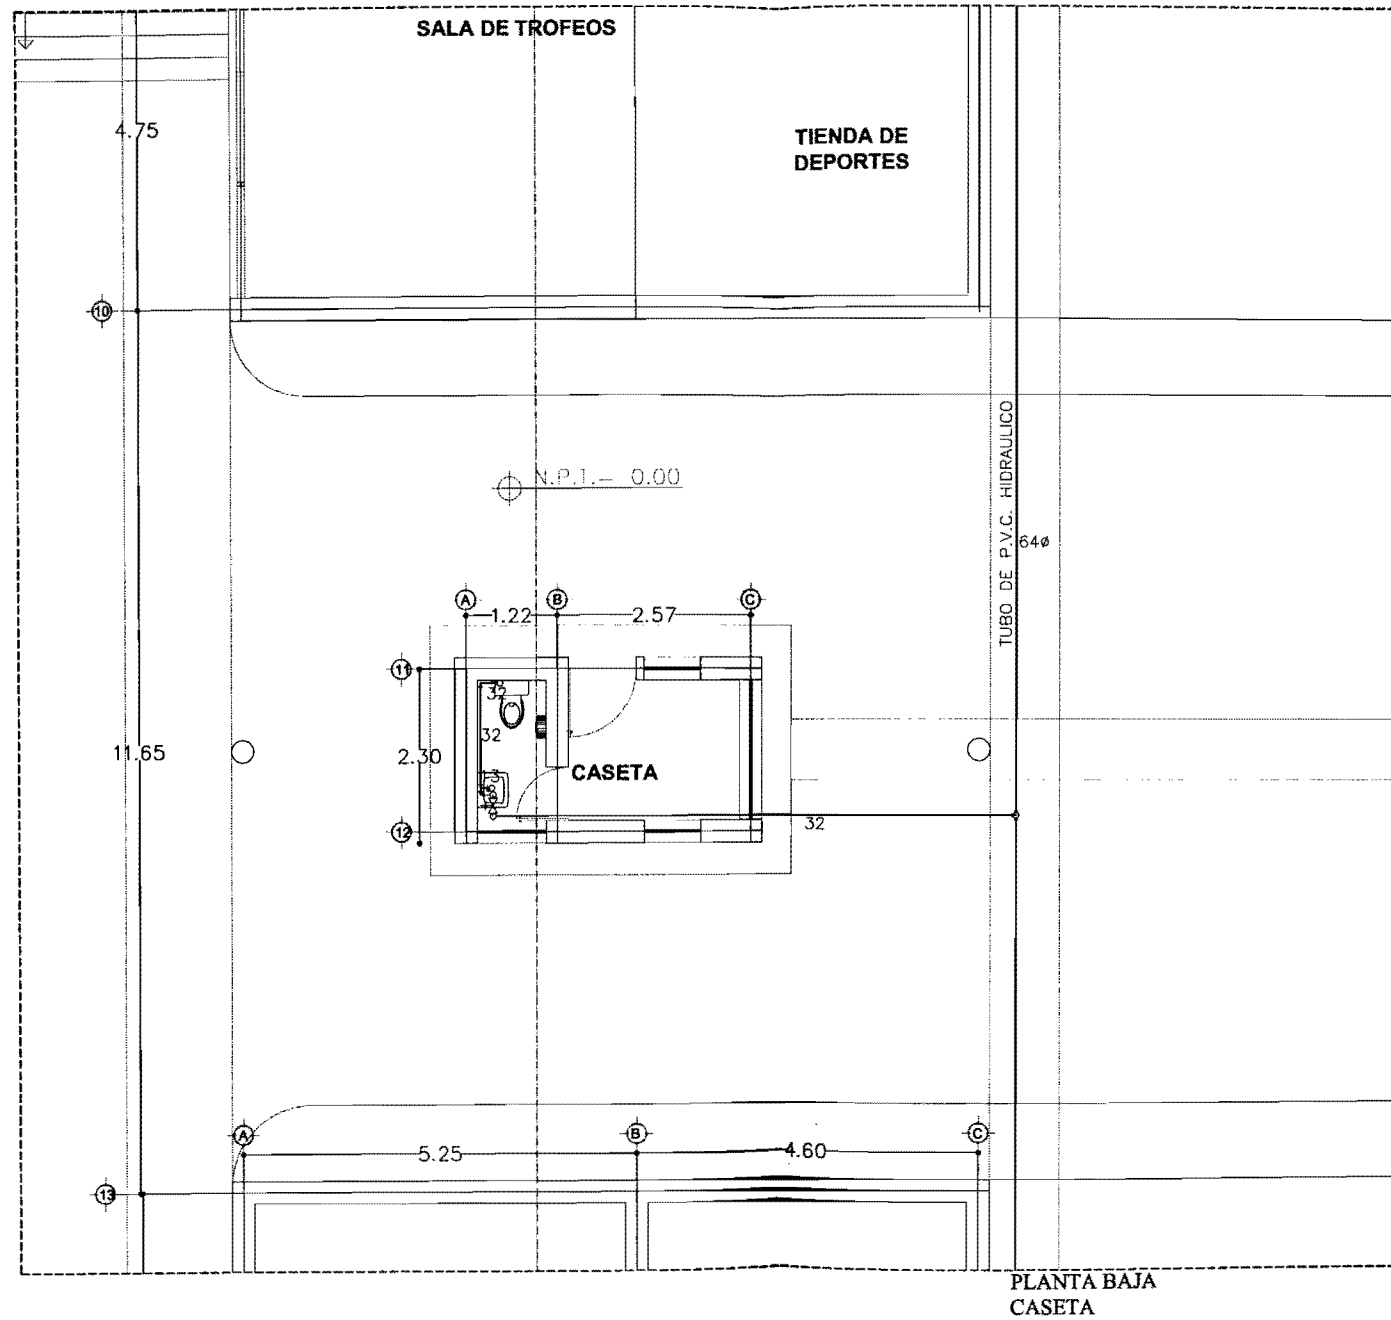 SALA DE TROFEOS
4.75
TIENDA DE
DEPORTES
10
TUBO DE P.V.C. HIDRAULICO
64ø
N.P.T.- 0.00
A
B
C
1.22
2.57
11
32
32
2.30
11.65
CASETA
13
12
32
A
B
C
5.25
4.60
13
PLANTA BAJA
CASETA